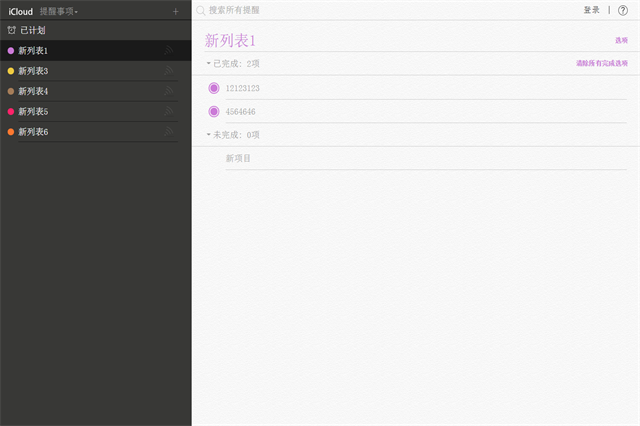 iCloud 提醒事项
+
已计划
新列表1
新列表3
新列表4
新列表5
新列表6
搜索所有提醒
登录 | ?
新列表1
选项
已完成: 2项
清除所有完成选项
12123123
4564646
未完成: 0项
新项目